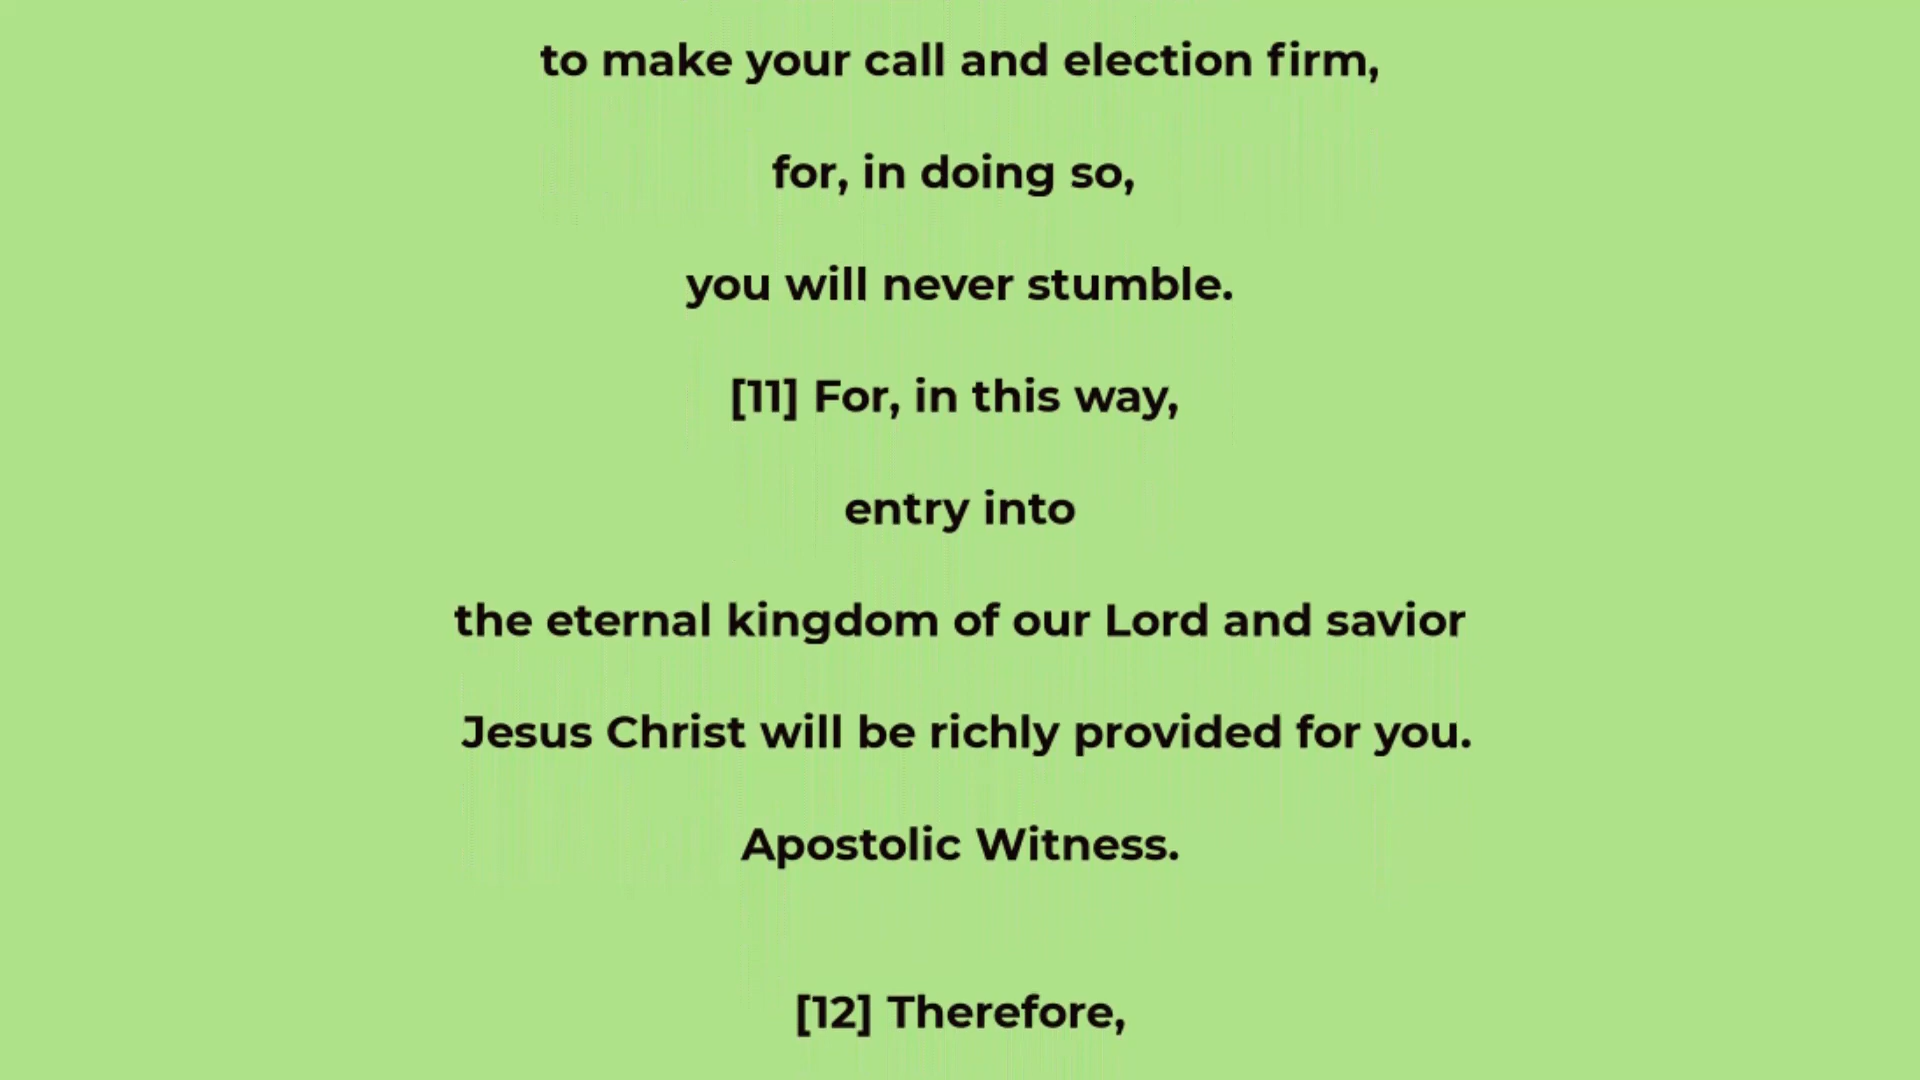 to make your call and election firm,
for, in doing so,
you will never stumble.
[11] For, in this way,
entry into
the eternal kingdom of our Lord and savior
Jesus Christ will be richly provided for you.
Apostolic Witness.
[12] Therefore,